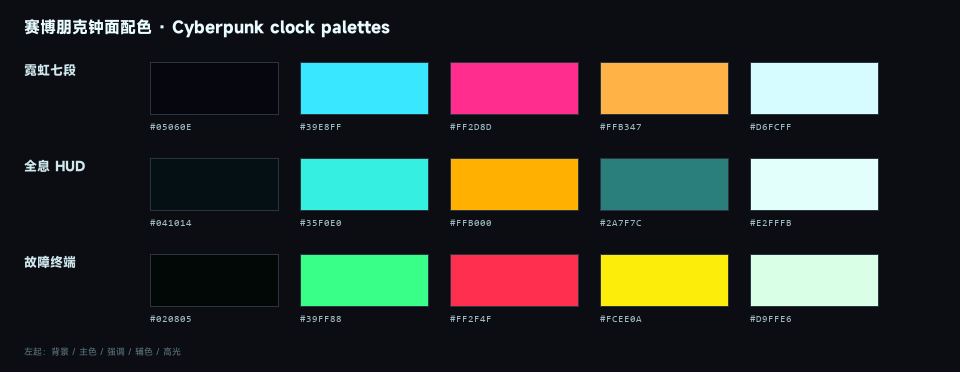 赛博朋克钟面配色 · Cyberpunk clock palettes
霓虹七段
#05060E #39E8FF #FF2D8D #FFB347 #D6FCFF
全息 HUD
#041014 #35F0E0 #FFB000 #2A7F7C #E2FFFB
故障终端
#020805 #39FF88 #FF2F4F #FCEE0A #D9FFE6
左起: 背景 / 主色 / 强调 / 辅色 / 高光